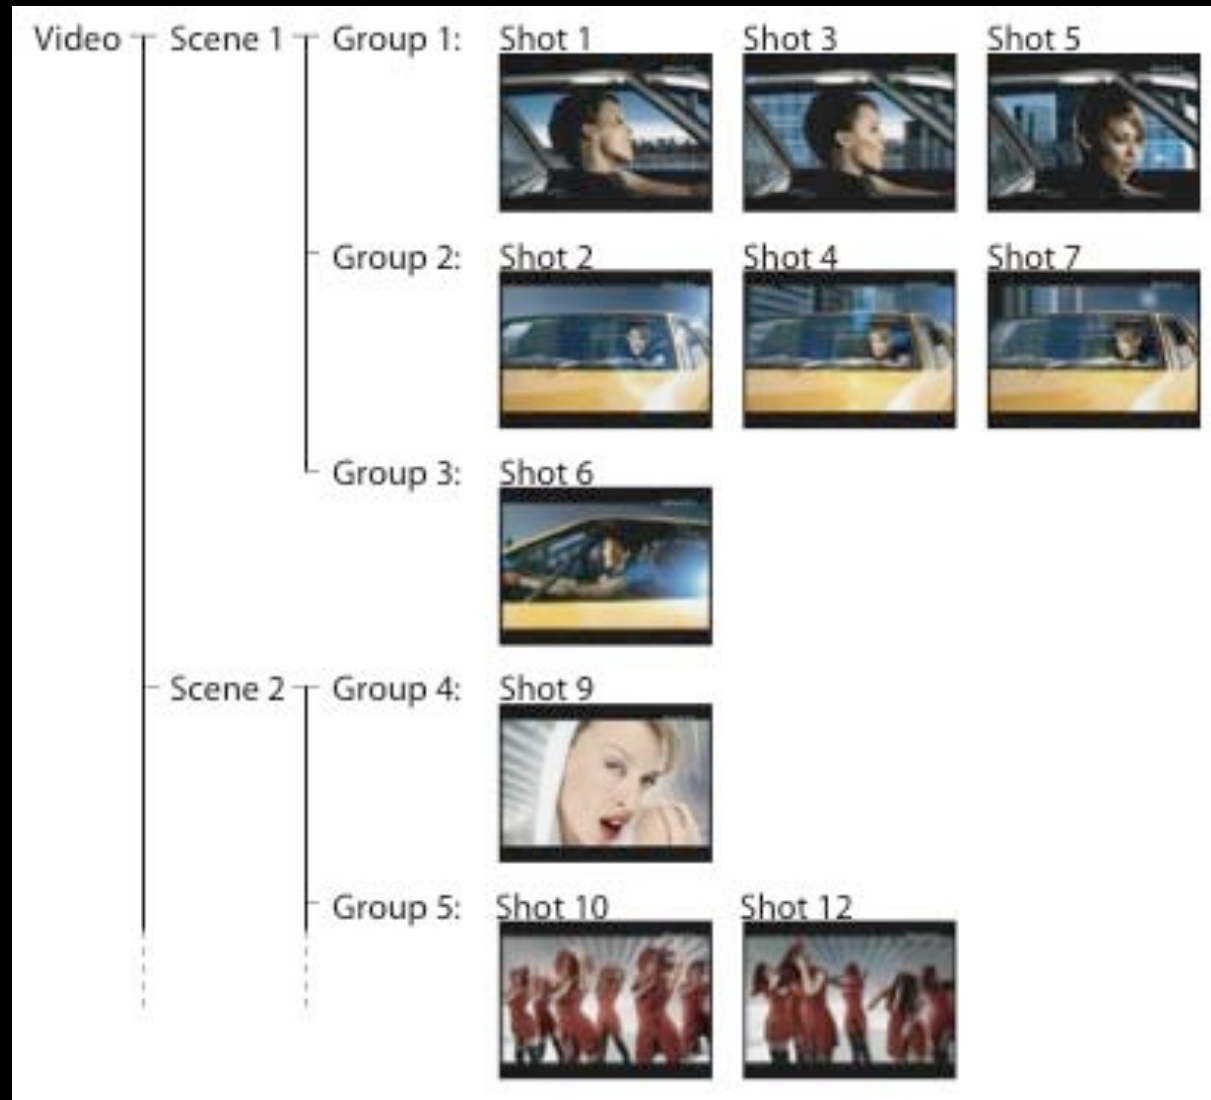 Video Scene 1 Group 1: Shot 1 Shot 3 Shot 5
Group 2: Shot 2 Shot 4 Shot 7
Group 3: Shot 6
Scene 2 Group 4: Shot 9
Group 5: Shot 10 Shot 12